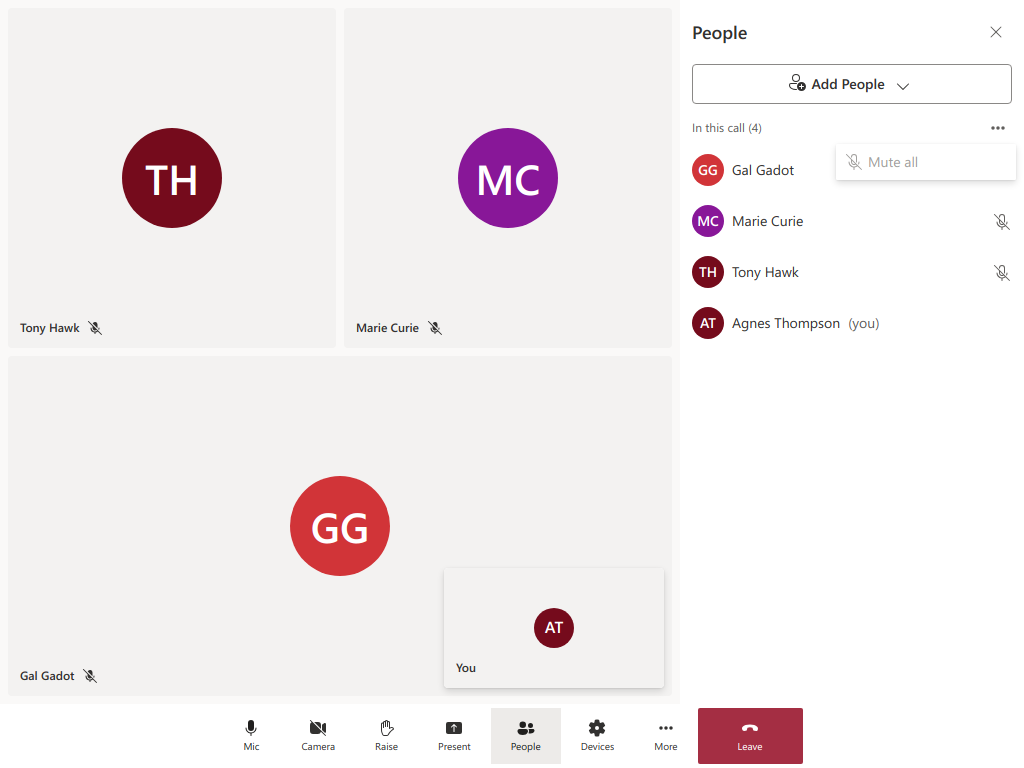 TH
Tony Hawk
MC
Marie Curie
GG
Gal Gadot
AT
You
People
Add People
In this call (4)
Mute all
GG Gal Gadot
MC Marie Curie
TH Tony Hawk
AT Agnes Thompson (you)
Mic
Camera
Raise
Present
People
Devices
More
Leave